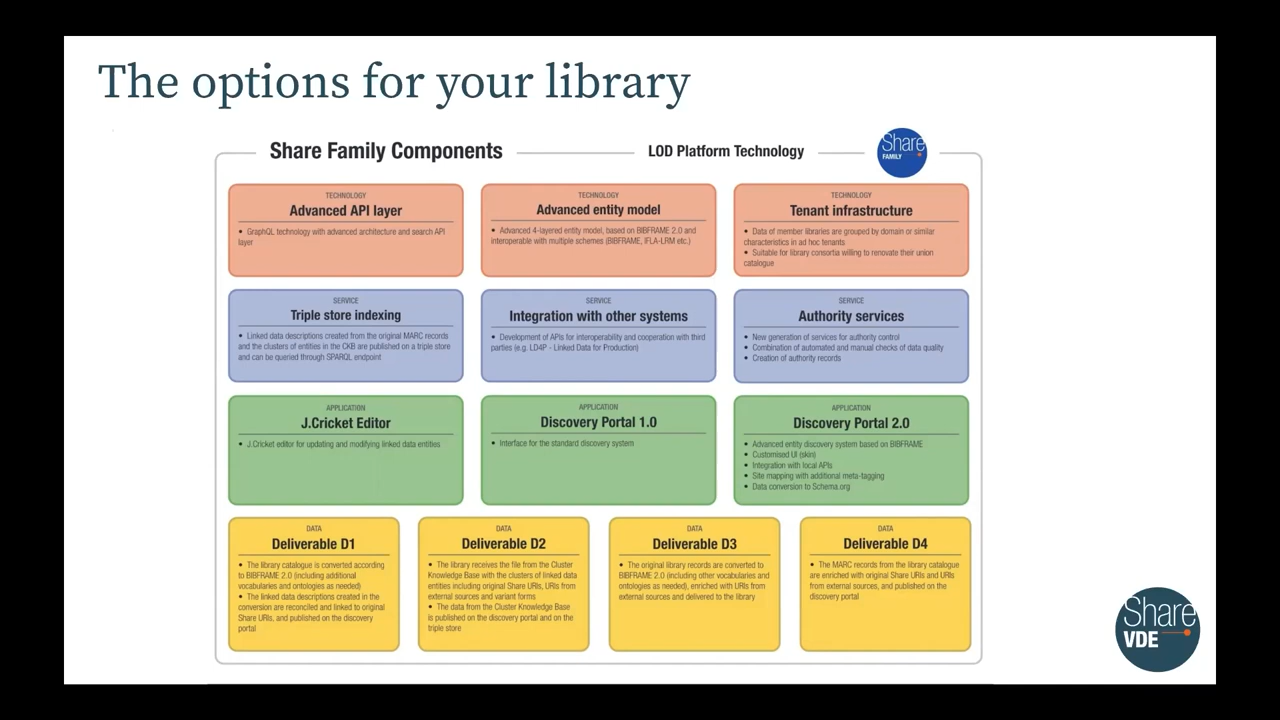 The options for your library
Share Family Components
LOD Platform Technology
Share
FAMILY
TECHNOLOGY
Advanced API layer
• GraphQL technology with advanced architecture and search API
layer
TECHNOLOGY
Advanced entity model
• Advanced 4-layered entity model, based on BIBFRAME 2.0 and
interoperable with multiple schemes (BIBFRAME, IFLA-LRM etc.)
TECHNOLOGY
Tenant infrastructure
• Data of member libraries are grouped by domain or similar
characteristics in ad hoc tenants
• Suitable for library consortia willing to renovate their union
catalogue
SERVICE
Triple store indexing
• Linked data descriptions created from the original MARC records
and the clusters of entities in the CKB are published on a triple store
and can be queried through SPARQL endpoint
SERVICE
Integration with other systems
• Development of APIs for interoperability and cooperation with third
parties (e.g. LD4P - Linked Data for Production)
SERVICE
Authority services
• New generation of services for authority control
• Combination of automated and manual checks of data quality
• Creation of authority records
APPLICATION
J.Cricket Editor
• J.Cricket editor for updating and modifying linked data entities
APPLICATION
Discovery Portal 1.0
• Interface for the standard discovery system
APPLICATION
Discovery Portal 2.0
• Advanced entity discovery system based on BIBFRAME
• Customised UI (skin)
• Integration with local APIs
• Site mapping with additional meta-tagging
• Data conversion to Schema.org
DATA
Deliverable D1
• The library catalogue is converted according
to BIBFRAME 2.0 (including additional
vocabularies and ontologies as needed)
• The linked data descriptions created in the
conversion are reconciled and linked to original
Share URIs, and published on the discovery
portal
DATA
Deliverable D2
• The library receives the file from the Cluster
Knowledge Base with the clusters of linked data
entities including original Share URIs, URIs from
external sources and variant forms
• The data from the Cluster Knowledge Base
is published on the discovery portal and on the
triple store
DATA
Deliverable D3
• The original library records are converted to
BIBFRAME 2.0 (including other vocabularies and
ontologies as needed), enriched with URIs from
external sources and delivered to the library
DATA
Deliverable D4
• The MARC records from the library catalogue
are enriched with original Share URIs and URIs
from external sources, and published on the
discovery portal
Share
VDE